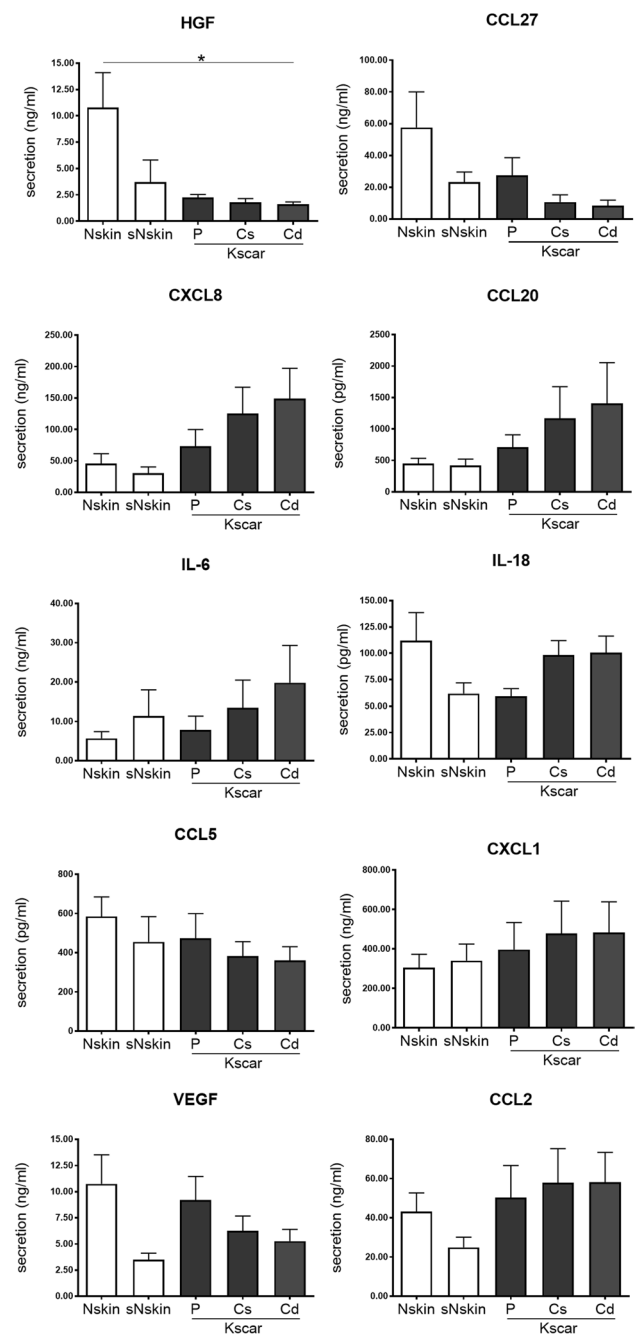 HGF
*
secretion (ng/ml)
15.00
12.50
10.00
7.50
5.00
2.50
0.00
Nskin sNskin P Cs Cd
Kscar
CCL27
secretion (ng/ml)
100.00
80.00
60.00
40.00
20.00
0.00
Nskin sNskin P Cs Cd
Kscar
CXCL8
secretion (ng/ml)
250.00
200.00
150.00
100.00
50.00
0.00
Nskin sNskin P Cs Cd
Kscar
CCL20
secretion (pg/ml)
2500
2000
1500
1000
500
0
Nskin sNskin P Cs Cd
Kscar
IL-6
secretion (ng/ml)
40.00
30.00
20.00
10.00
0.00
Nskin sNskin P Cs Cd
Kscar
IL-18
secretion (pg/ml)
150.00
125.00
100.00
75.00
50.00
25.00
0.00
Nskin sNskin P Cs Cd
Kscar
CCL5
secretion (pg/ml)
800
600
400
200
0
Nskin sNskin P Cs Cd
Kscar
CXCL1
secretion (ng/ml)
800.00
600.00
400.00
200.00
0.00
Nskin sNskin P Cs Cd
Kscar
VEGF
secretion (ng/ml)
15.00
12.50
10.00
7.50
5.00
2.50
0.00
Nskin sNskin P Cs Cd
Kscar
CCL2
secretion (ng/ml)
80.00
60.00
40.00
20.00
0.00
Nskin sNskin P Cs Cd
Kscar